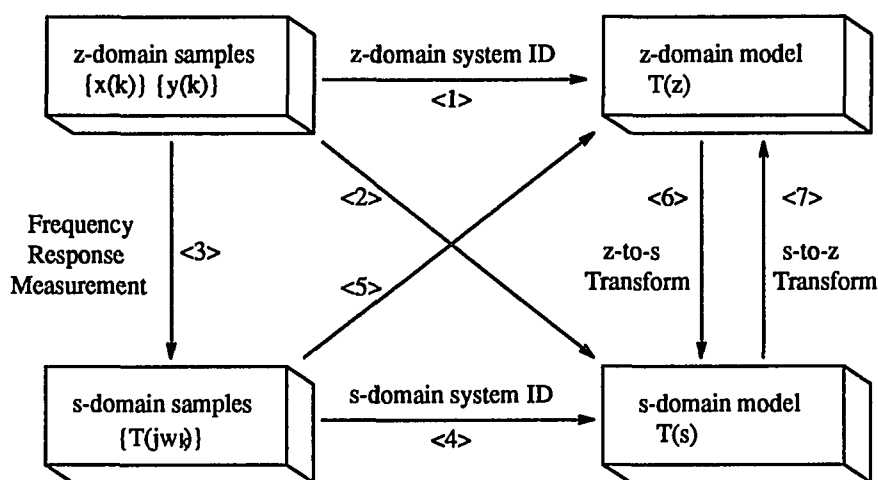 z-domain samples
{x(k)} {y(k)}
z-domain system ID
<1>
z-domain model
T(z)
<2>
<6>
<7>
Frequency
Response
Measurement
<3>
z-to-s
Transform
s-to-z
Transform
<5>
s-domain samples
{T(jwk)}
s-domain system ID
<4>
s-domain model
T(s)